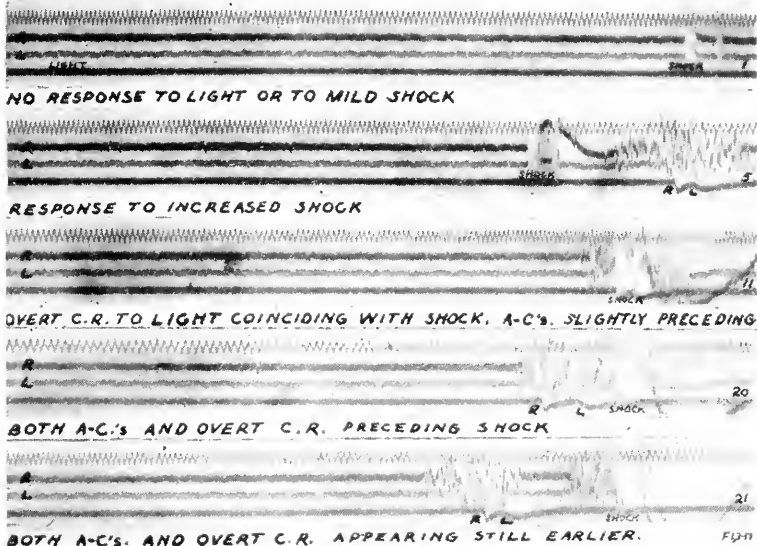 LIGHT SHOCK 1
NO RESPONSE TO LIGHT OR TO MILD SHOCK
R
L
SHOCK 5
R L
RESPONSE TO INCREASED SHOCK
R
L
SHOCK 11
OVERT C.R. TO LIGHT COINCIDING WITH SHOCK, A-C's. SLIGHTLY PRECEDING
R
L
20
R L SHOCK
BOTH A-C.'s AND OVERT C.R. PRECEDING SHOCK
R
L
21
R L SHOCK
BOTH A-C's. AND OVERT C.R. APPEARING STILL EARLIER.